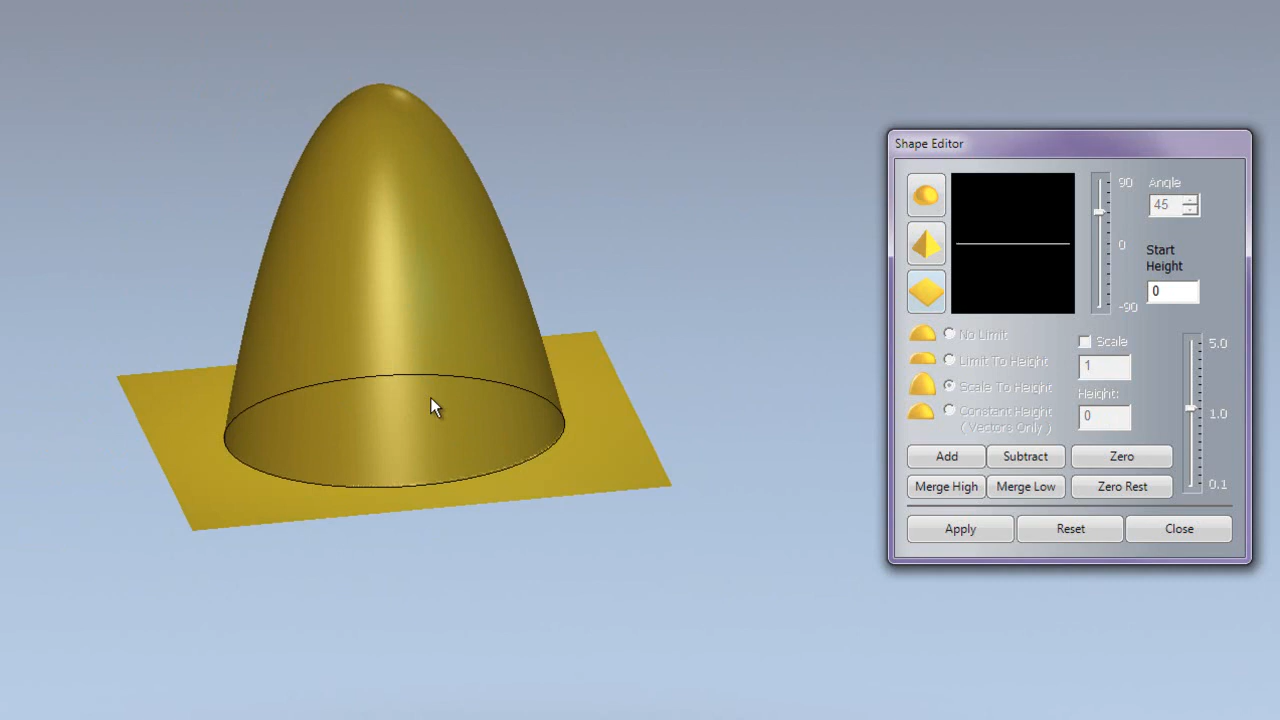 Shape Editor
90
Angle
45
0
Start
Height
0
-90
No Limit
Scale
5.0
Limit To Height
1
Scale To Height
Height:
Constant Height
( Vectors Only )
0
1.0
Add
Subtract
Zero
Merge High
Merge Low
Zero Rest
0.1
Apply
Reset
Close